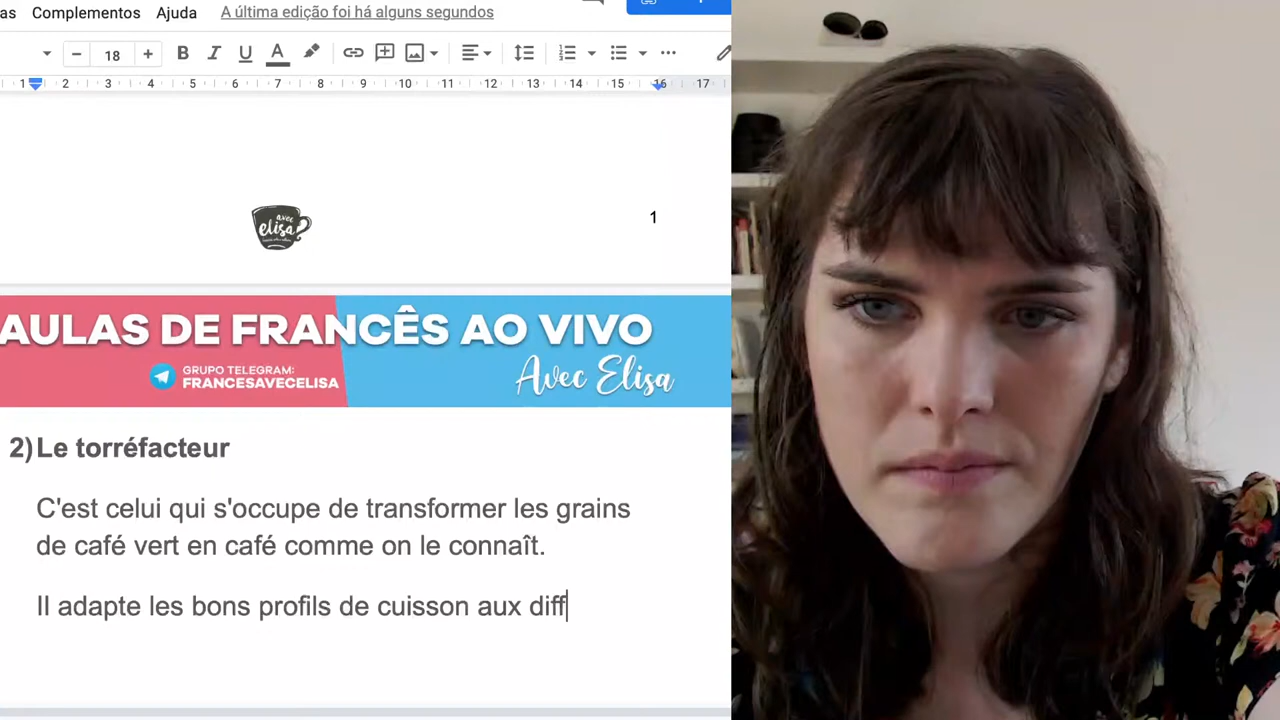 as Complementos Ajuda A última edição foi há alguns segundos
− 18 + B I U A
1 1 2 3 4 5 6 7 8 9 10 11 12 13 14 15 16 17
avec
elisa
1
AULAS DE FRANCÊS AO VIVO
GRUPO TELEGRAM:
FRANCESAVECELISA
Avec Elisa
2) Le torréfacteur
C'est celui qui s'occupe de transformer les grains
de café vert en café comme on le connaît.
Il adapte les bons profils de cuisson aux diff